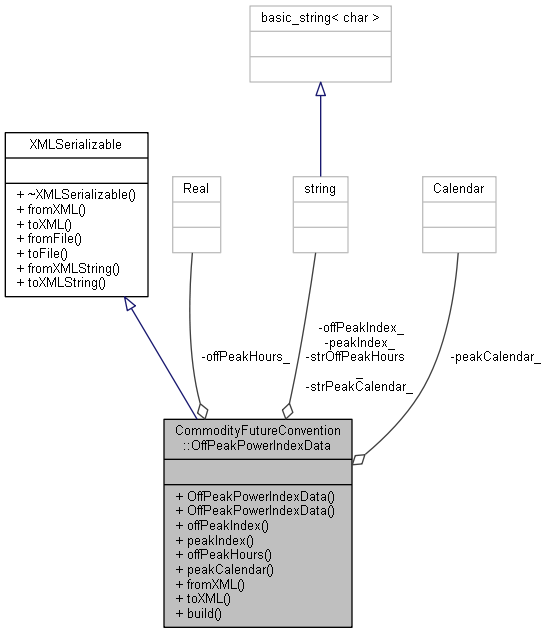 basic_string< char >
XMLSerializable
+ ~XMLSerializable()
+ fromXML()
+ toXML()
+ fromFile()
+ toFile()
+ fromXMLString()
+ toXMLString()
Real
string
Calendar
-offPeakHours_
-offPeakIndex_
-peakIndex_
-strOffPeakHours
_
-strPeakCalendar_
-peakCalendar_
CommodityFutureConvention
::OffPeakPowerIndexData
+ OffPeakPowerIndexData()
+ OffPeakPowerIndexData()
+ offPeakIndex()
+ peakIndex()
+ offPeakHours()
+ peakCalendar()
+ fromXML()
+ toXML()
+ build()